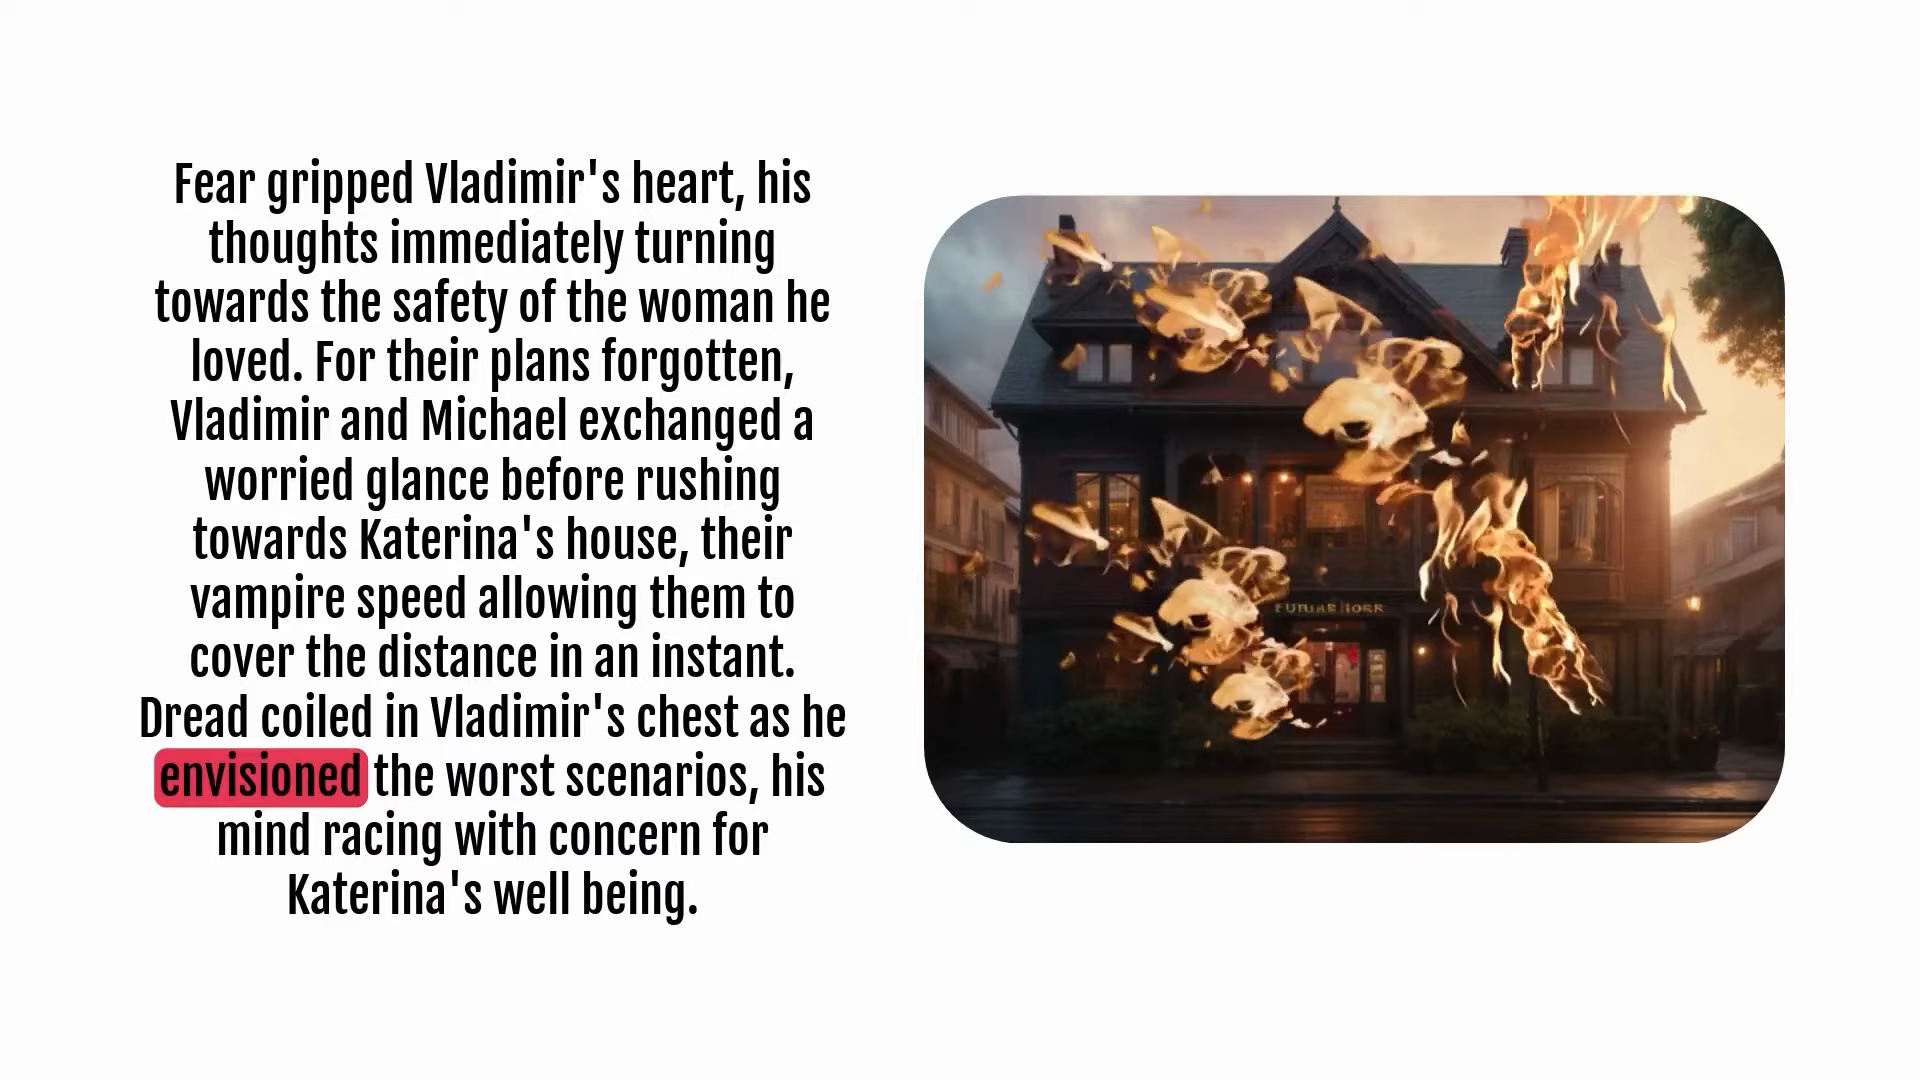 Fear gripped Vladimir's heart, his
thoughts immediately turning
towards the safety of the woman he
loved. For their plans forgotten,
Vladimir and Michael exchanged a
worried glance before rushing
towards Katerina's house, their
vampire speed allowing them to
cover the distance in an instant.
Dread coiled in Vladimir's chest as he
envisioned the worst scenarios, his
mind racing with concern for
Katerina's well being.